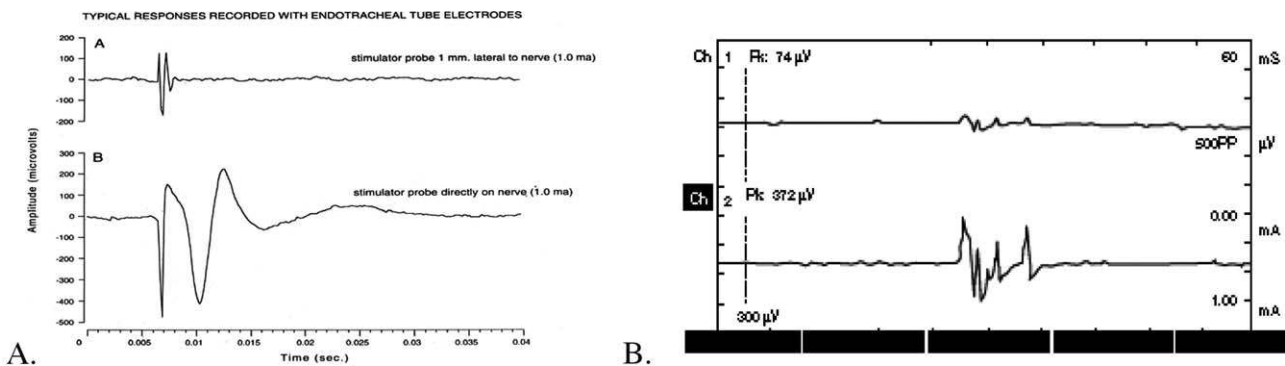 TYPICAL RESPONSES RECORDED WITH ENDOTRACHEAL TUBE ELECTRODES
A
200
100
0
-100
-200
stimulator probe 1 mm. lateral to nerve (1.0 ma)
Amplitude (microvolts)
B
300
200
100
0
-100
-200
-300
-400
-500
stimulator probe directly on nerve (1.0 ma)
0 0.005 0.01 0.015 0.02 0.025 0.03 0.035 0.04
Time (sec.)
A.
Ch 1 Pk: 74 µV 60 mS
500PP µV
Ch 2 Pk: 372 µV 0.00 mA
1.00 mA
300 µV
B.